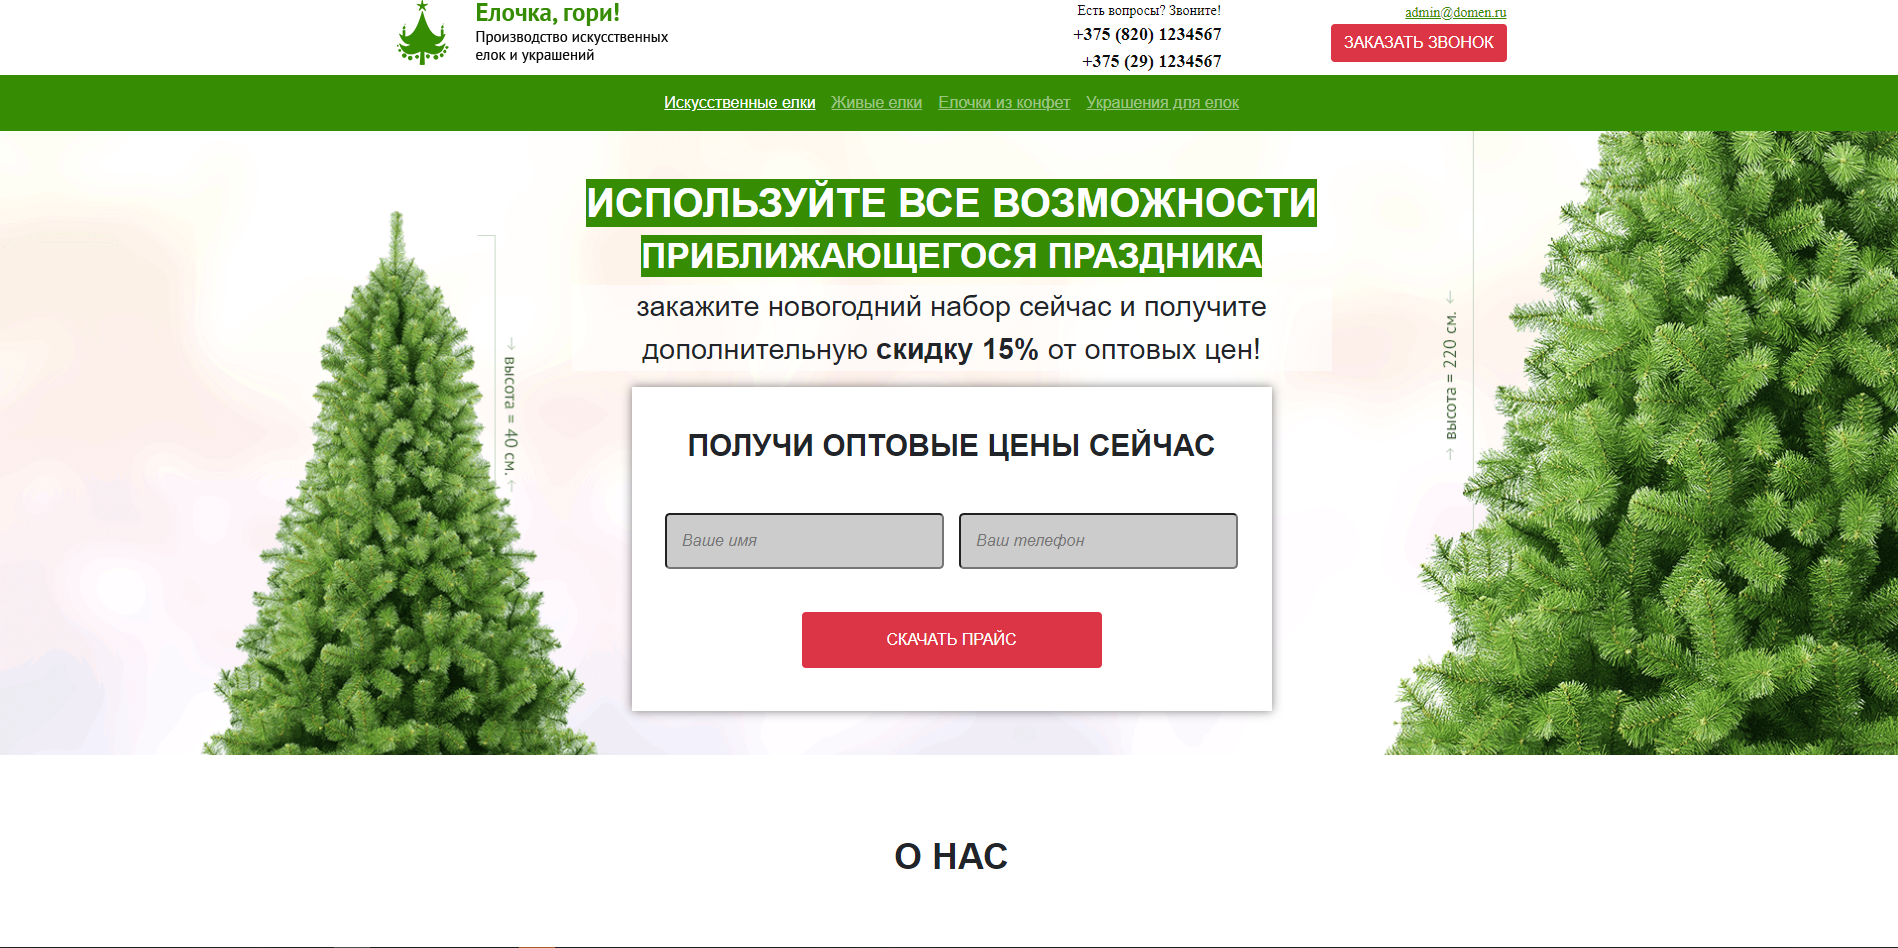 Елочка, гори!
Производство искусственных
елок и украшений
Есть вопросы? Звоните!
+375 (820) 1234567
+375 (29) 1234567
admin@domen.ru
ЗАКАЗАТЬ ЗВОНОК
Искусственные елки Живые елки Елочки из конфет Украшения для елок
ИСПОЛЬЗУЙТЕ ВСЕ ВОЗМОЖНОСТИ
ПРИБЛИЖАЮЩЕГОСЯ ПРАЗДНИКА
закажите новогодний набор сейчас и получите
дополнительную скидку 15% от оптовых цен!
высота = 40 см.
высота = 220 см.
ПОЛУЧИ ОПТОВЫЕ ЦЕНЫ СЕЙЧАС
Ваше имя
Ваш телефон
СКАЧАТЬ ПРАЙС
О НАС